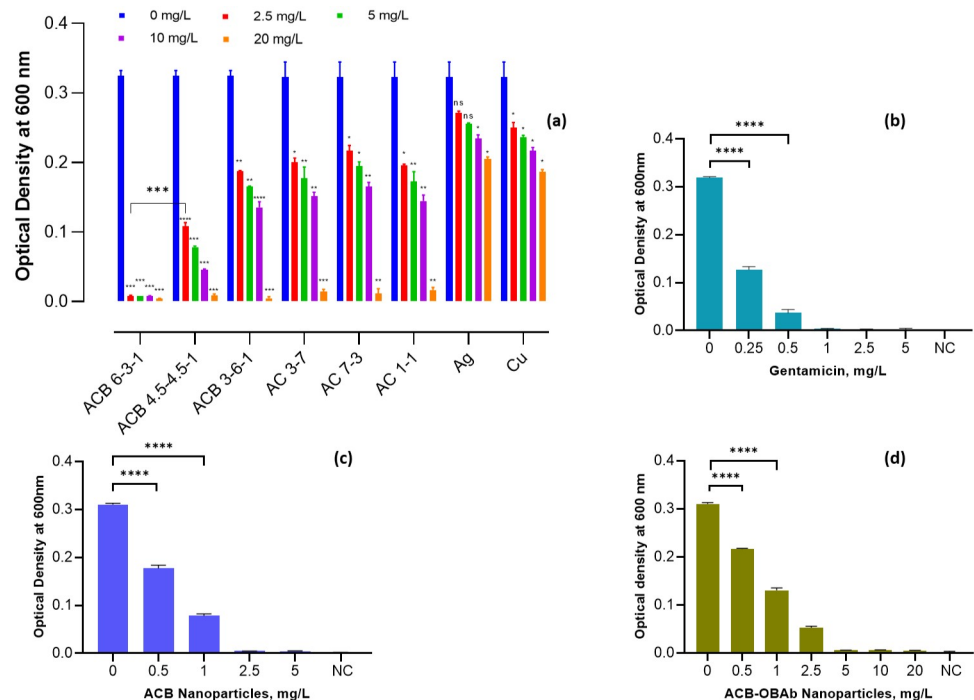 0 mg/L 2.5 mg/L 5 mg/L
10 mg/L 20 mg/L
Optical Density at 600 nm
0.4
0.3
0.2
0.1
0.0
(a)
***
*** *** *** ***
**** *** *** ***
** ** **** ***
* ** ** ***
* * ** **
* ** ** **
ns ns * *
* * * *
ACB 6-3-1
ACB 4.5-4.5-1
ACB 3-6-1
AC 3-7
AC 7-3
AC 1-1
Ag
Cu
(b)
****
****
Optical Denisty at 600nm
0.4
0.3
0.2
0.1
0.0
0 0.25 0.5 1 2.5 5 NC
Gentamicin, mg/L
(c)
****
****
Optical Density at 600nm
0.4
0.3
0.2
0.1
0.0
0 0.5 1 2.5 5 NC
ACB Nanoparticles, mg/L
(d)
****
****
Optical density at 600 nm
0.4
0.3
0.2
0.1
0.0
0 0.5 1 2.5 5 10 20 NC
ACB-OBAb Nanoparticles, mg/L